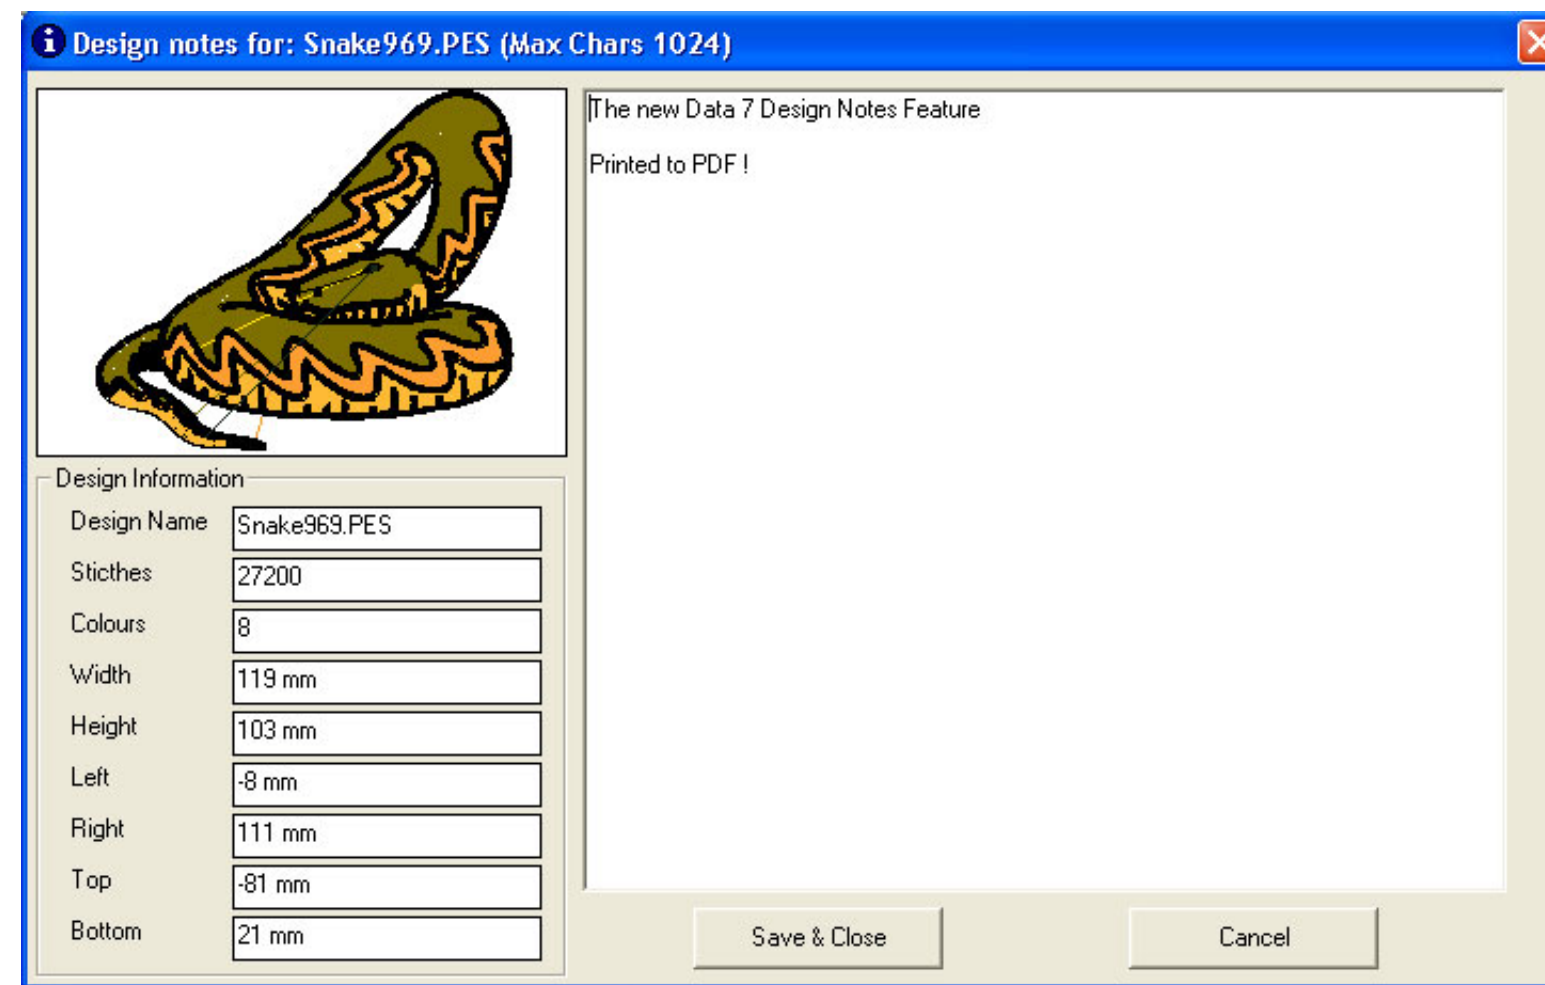 Design notes for: Snake969.PES (Max Chars 1024)
The new Data 7 Design Notes Feature
Printed to PDF !
Design Information
Design Name Snake969.PES
Sticthes 27200
Colours 8
Width 119 mm
Height 103 mm
Left -8 mm
Right 111 mm
Top -81 mm
Bottom 21 mm
Save & Close Cancel